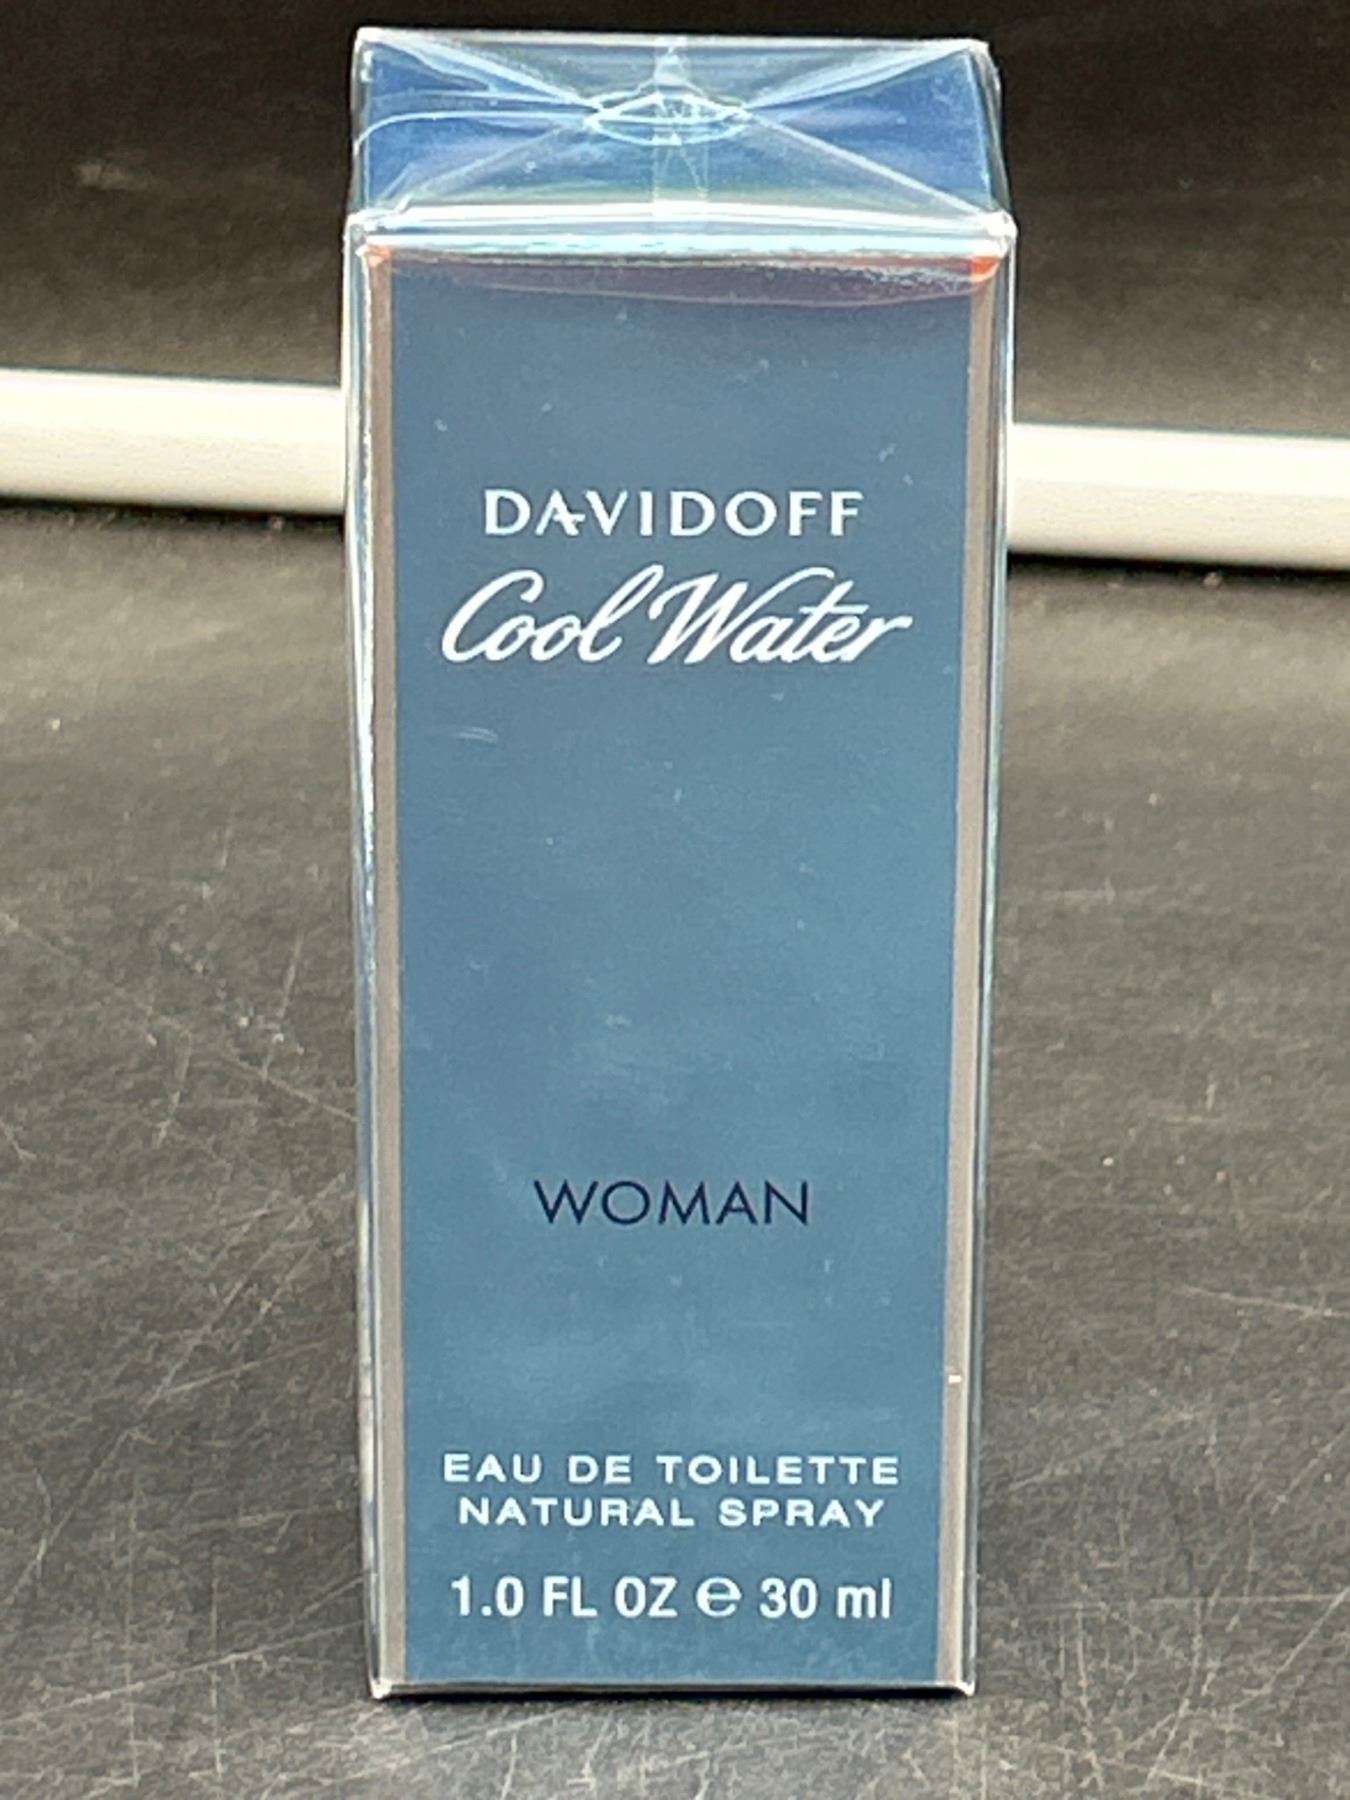 DAVIDOFF
Cool Water
WOMAN
EAU DE TOILETTE
NATURAL SPRAY
1.0 FL OZ ℮ 30 ml